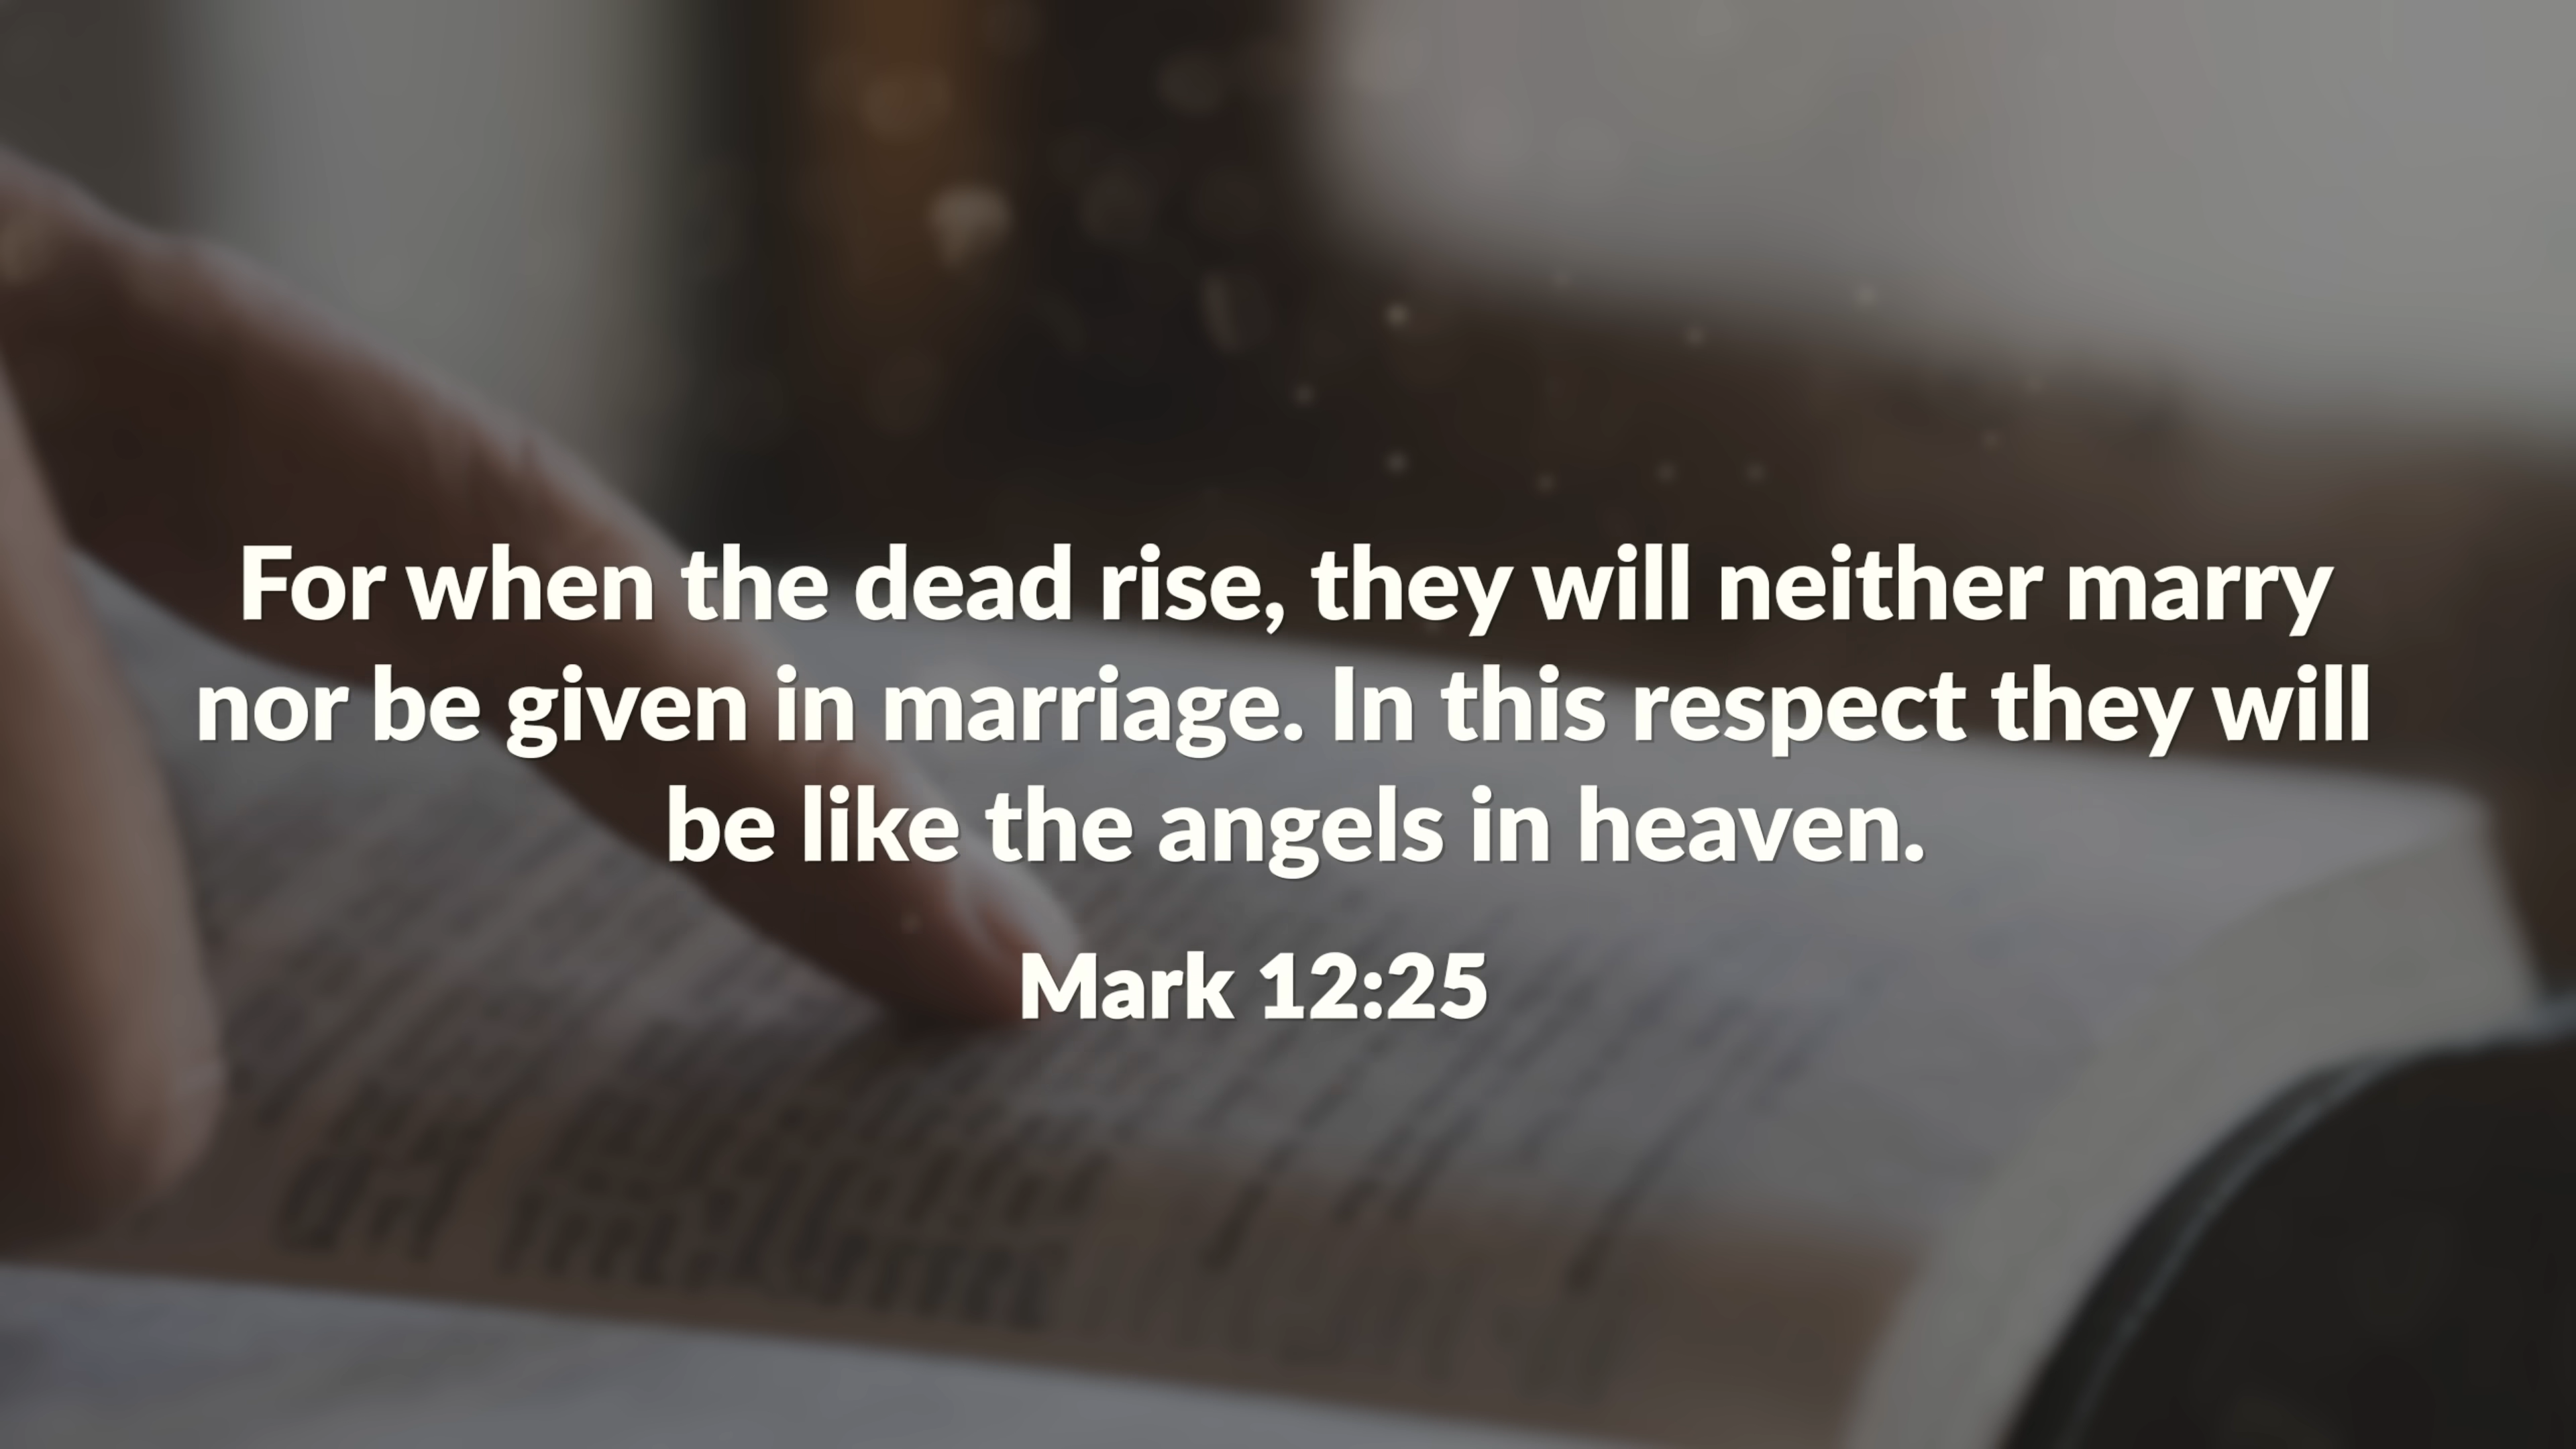 For when the dead rise, they will neither marry
nor be given in marriage. In this respect they will
be like the angels in heaven.
Mark 12:25